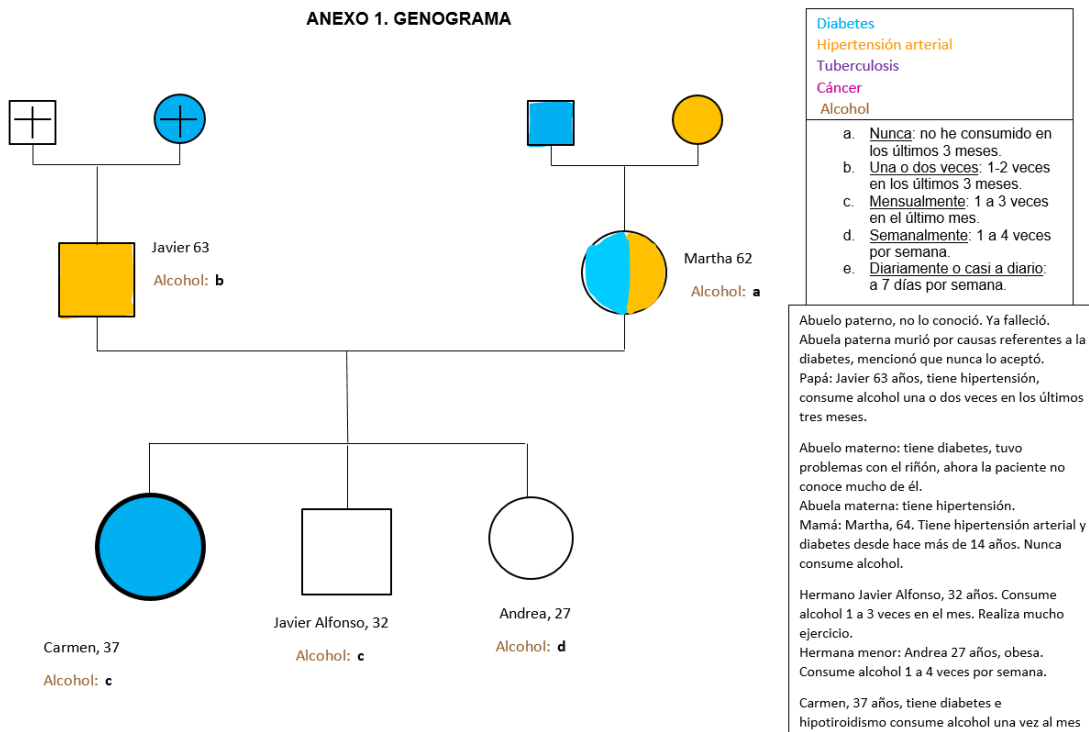 ANEXO 1. GENOGRAMA
Diabetes
Hipertensión arterial
Tuberculosis
Cáncer
Alcohol
a. Nunca: no he consumido en
los últimos 3 meses.
b. Una o dos veces: 1-2 veces
en los últimos 3 meses.
c. Mensualmente: 1 a 3 veces
en el último mes.
d. Semanalmente: 1 a 4 veces
por semana.
e. Diariamente o casi a diario:
a 7 días por semana.
Javier 63
Alcohol: b
Martha 62
Alcohol: a
Carmen, 37
Alcohol: c
Javier Alfonso, 32
Alcohol: c
Andrea, 27
Alcohol: d
Abuelo paterno, no lo conoció. Ya falleció.
Abuela paterna murió por causas referentes a la
diabetes, mencionó que nunca lo aceptó.
Papá: Javier 63 años, tiene hipertensión,
consume alcohol una o dos veces en los últimos
tres meses.
Abuelo materno: tiene diabetes, tuvo
problemas con el riñón, ahora la paciente no
conoce mucho de él.
Abuela materna: tiene hipertensión.
Mamá: Martha, 64. Tiene hipertensión arterial y
diabetes desde hace más de 14 años. Nunca
consume alcohol.
Hermano Javier Alfonso, 32 años. Consume
alcohol 1 a 3 veces en el mes. Realiza mucho
ejercicio.
Hermana menor: Andrea 27 años, obesa.
Consume alcohol 1 a 4 veces por semana.
Carmen, 37 años, tiene diabetes e
hipotiroidismo consume alcohol una vez al mes